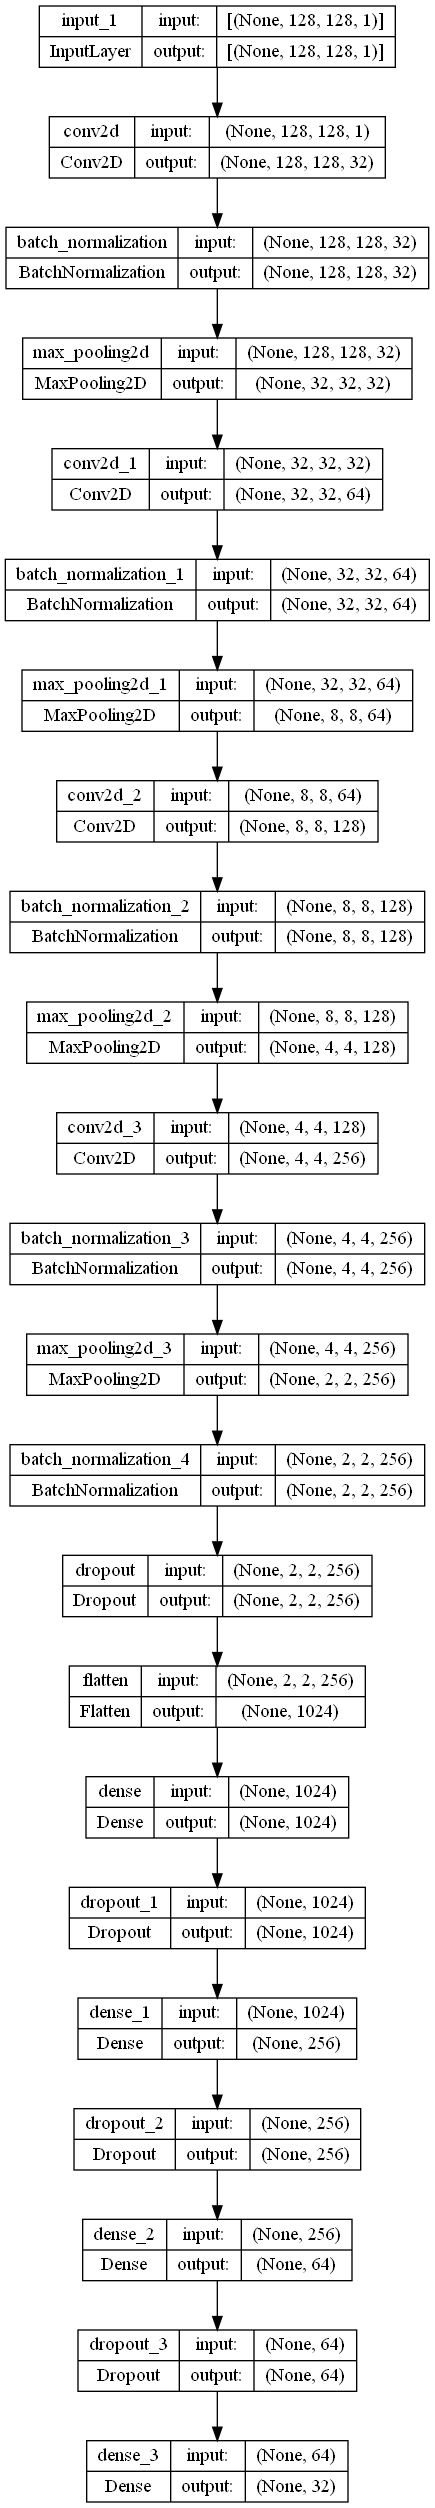 input_1 input: [(None, 128, 128, 1)]
InputLayer output: [(None, 128, 128, 1)]
conv2d input: (None, 128, 128, 1)
Conv2D output: (None, 128, 128, 32)
batch_normalization input: (None, 128, 128, 32)
BatchNormalization output: (None, 128, 128, 32)
max_pooling2d input: (None, 128, 128, 32)
MaxPooling2D output: (None, 32, 32, 32)
conv2d_1 input: (None, 32, 32, 32)
Conv2D output: (None, 32, 32, 64)
batch_normalization_1 input: (None, 32, 32, 64)
BatchNormalization output: (None, 32, 32, 64)
max_pooling2d_1 input: (None, 32, 32, 64)
MaxPooling2D output: (None, 8, 8, 64)
conv2d_2 input: (None, 8, 8, 64)
Conv2D output: (None, 8, 8, 128)
batch_normalization_2 input: (None, 8, 8, 128)
BatchNormalization output: (None, 8, 8, 128)
max_pooling2d_2 input: (None, 8, 8, 128)
MaxPooling2D output: (None, 4, 4, 128)
conv2d_3 input: (None, 4, 4, 128)
Conv2D output: (None, 4, 4, 256)
batch_normalization_3 input: (None, 4, 4, 256)
BatchNormalization output: (None, 4, 4, 256)
max_pooling2d_3 input: (None, 4, 4, 256)
MaxPooling2D output: (None, 2, 2, 256)
batch_normalization_4 input: (None, 2, 2, 256)
BatchNormalization output: (None, 2, 2, 256)
dropout input: (None, 2, 2, 256)
Dropout output: (None, 2, 2, 256)
flatten input: (None, 2, 2, 256)
Flatten output: (None, 1024)
dense input: (None, 1024)
Dense output: (None, 1024)
dropout_1 input: (None, 1024)
Dropout output: (None, 1024)
dense_1 input: (None, 1024)
Dense output: (None, 256)
dropout_2 input: (None, 256)
Dropout output: (None, 256)
dense_2 input: (None, 256)
Dense output: (None, 64)
dropout_3 input: (None, 64)
Dropout output: (None, 64)
dense_3 input: (None, 64)
Dense output: (None, 32)